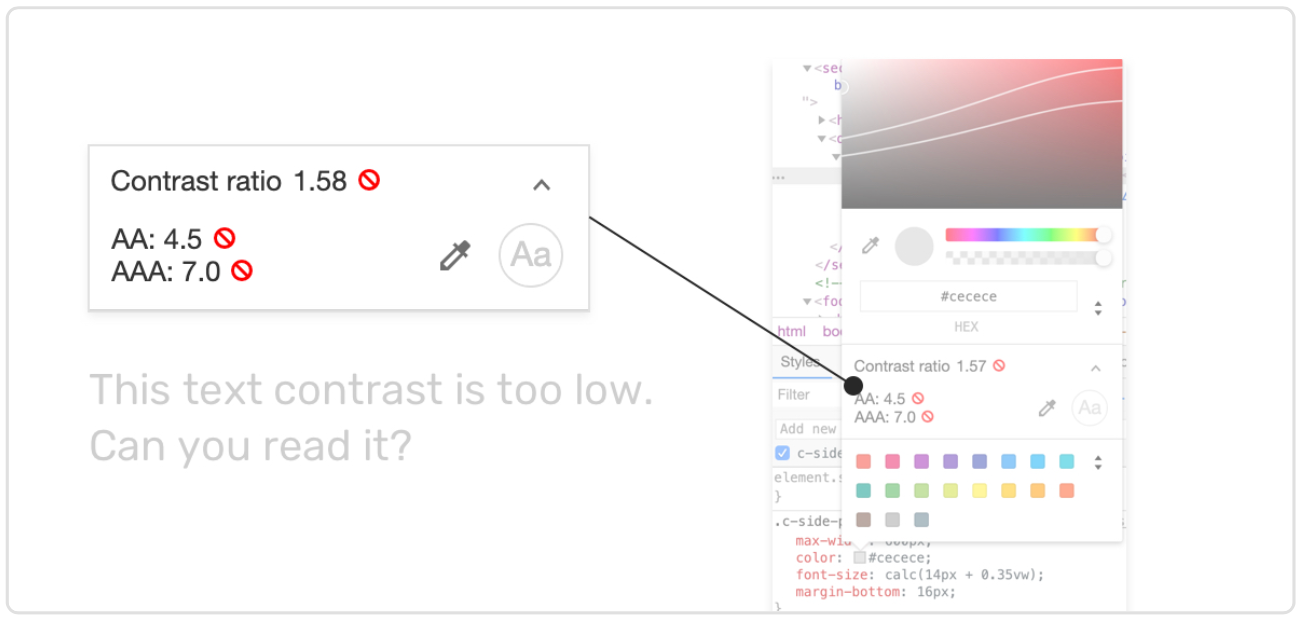 Contrast ratio 1.58
AA: 4.5
AAA: 7.0
Aa
This text contrast is too low.
Can you read it?
<sec
b
">
<h
<c
...
</
</se
<!--
<foo
html
Styles
Filter
Add new
c-side
element.s
}
.c-side-p
max-wid : 600px;
color: #cecece;
font-size: calc(14px + 0.35vw);
margin-bottom: 16px;
}
#cecece
HEX
Contrast ratio 1.57
AA: 4.5
AAA: 7.0
Aa